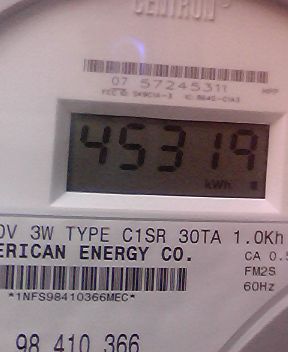 CENTRON®
07 57245311
45319
kWh
0V 3W TYPE C1SR 30TA 1.0Kh
ERICAN ENERGY CO.
CA 0.5
FM2S
*1NFS98410366MEC*
60Hz
98 410 366